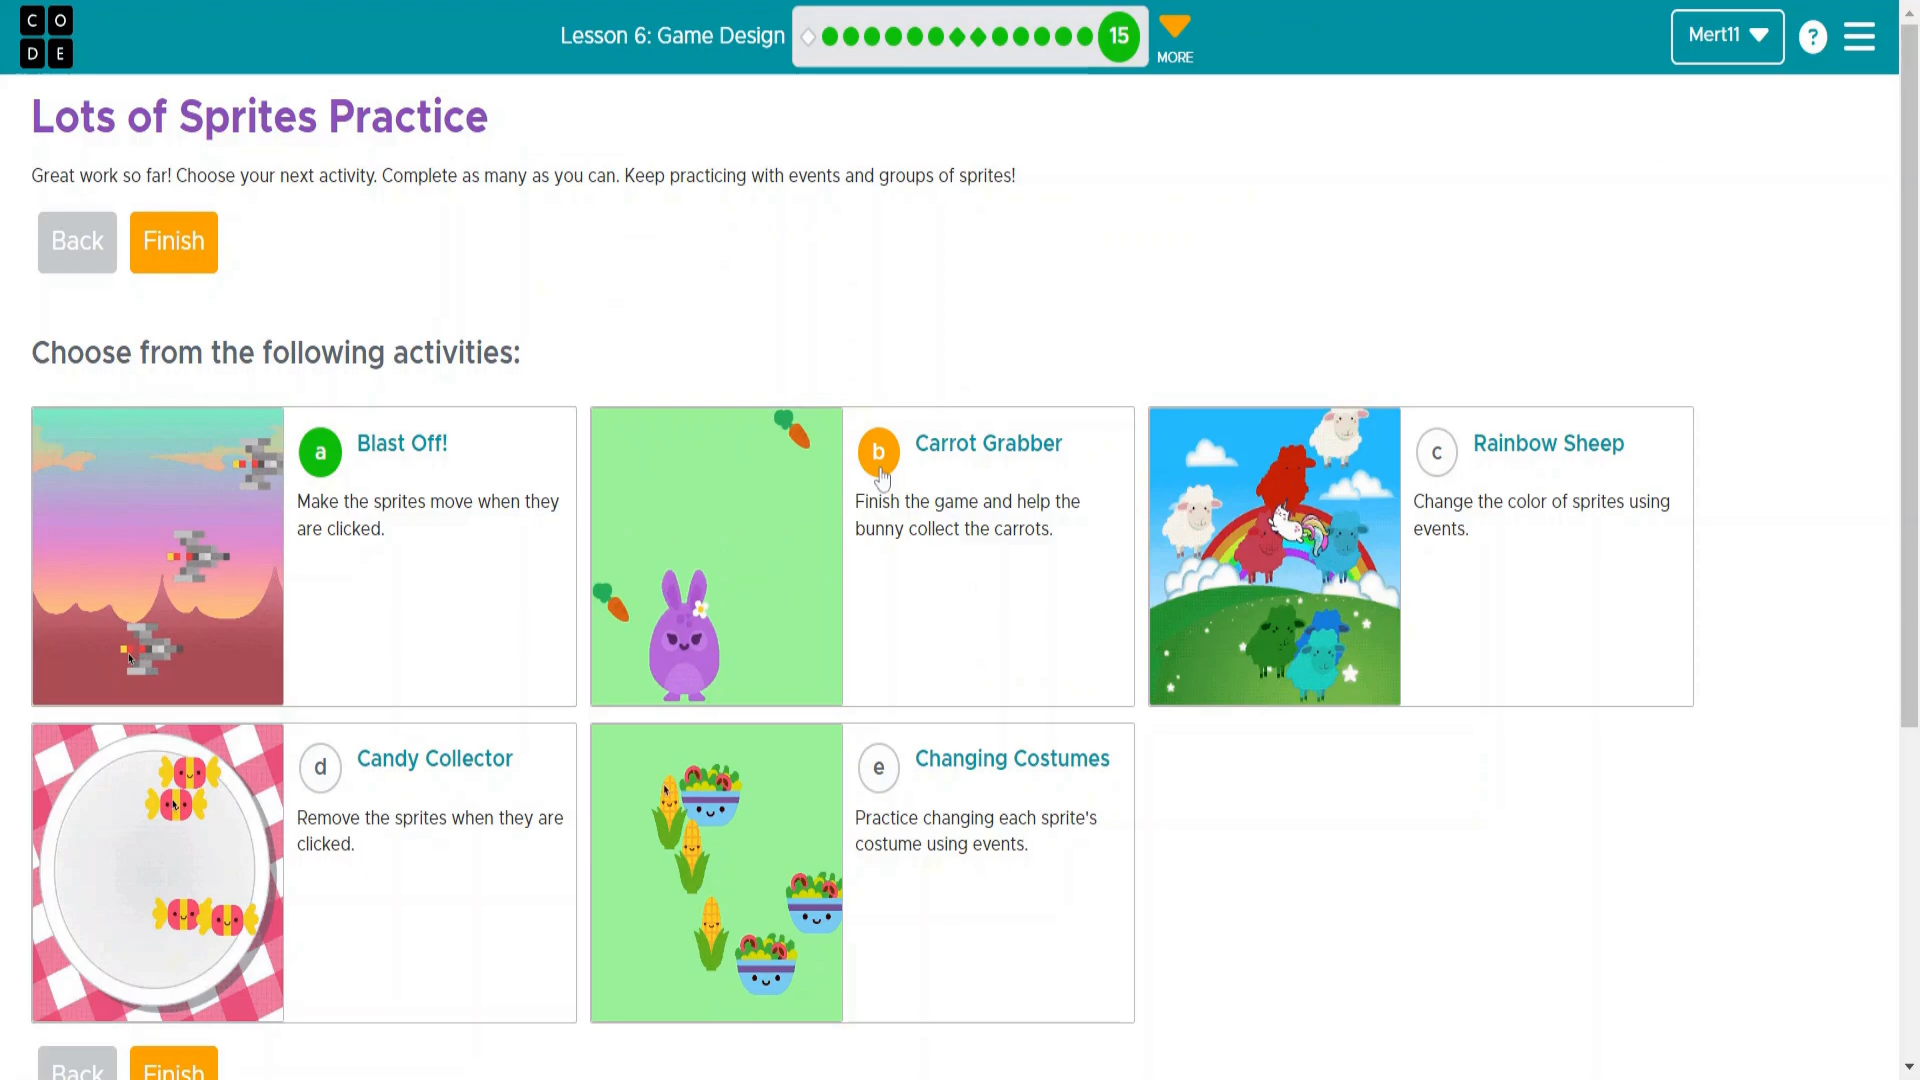 C O
D E
Lesson 6: Game Design
15
MORE
Mert11
?
Lots of Sprites Practice
Great work so far! Choose your next activity. Complete as many as you can. Keep practicing with events and groups of sprites!
Back
Finish
Choose from the following activities:
a
Blast Off!
Make the sprites move when they
are clicked.
b
Carrot Grabber
Finish the game and help the
bunny collect the carrots.
c
Rainbow Sheep
Change the color of sprites using
events.
d
Candy Collector
Remove the sprites when they are
clicked.
e
Changing Costumes
Practice changing each sprite's
costume using events.
Back
Finish